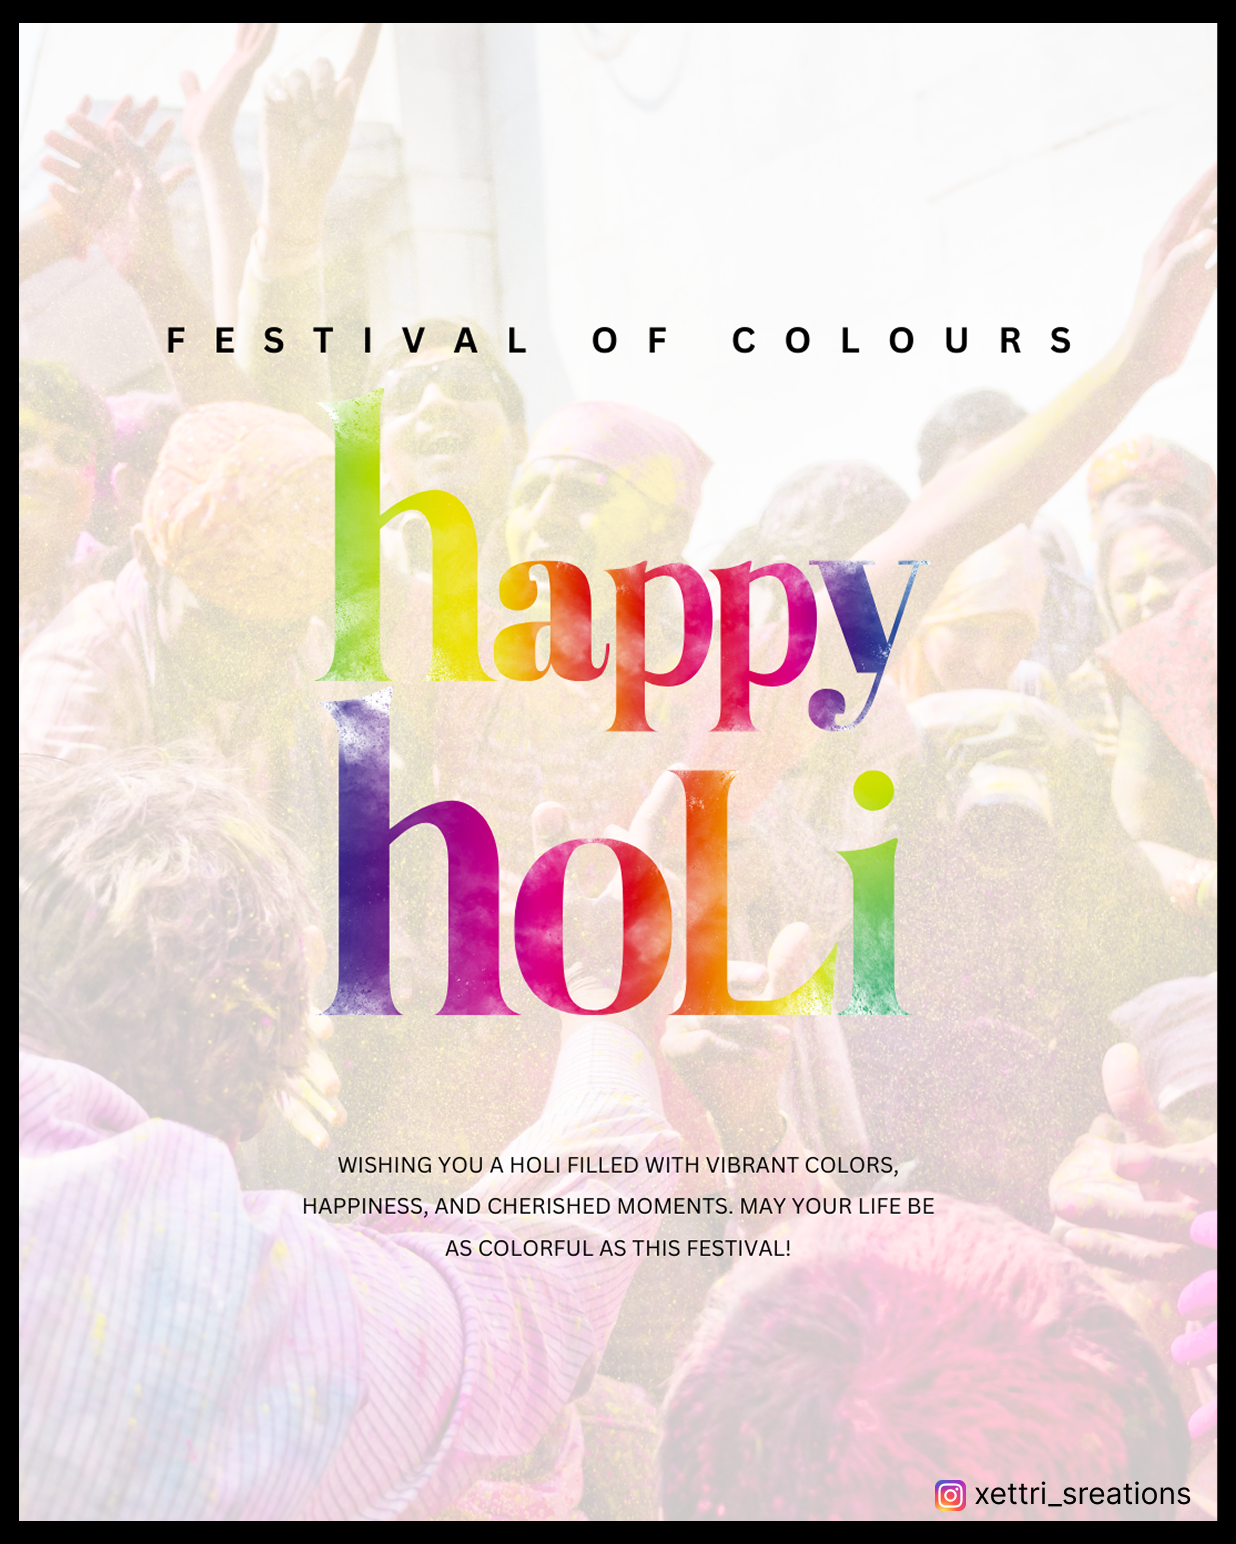 FESTIVAL OF COLOURS
happy
hoLi
WISHING YOU A HOLI FILLED WITH VIBRANT COLORS,
HAPPINESS, AND CHERISHED MOMENTS. MAY YOUR LIFE BE
AS COLORFUL AS THIS FESTIVAL!
xettri_sreations